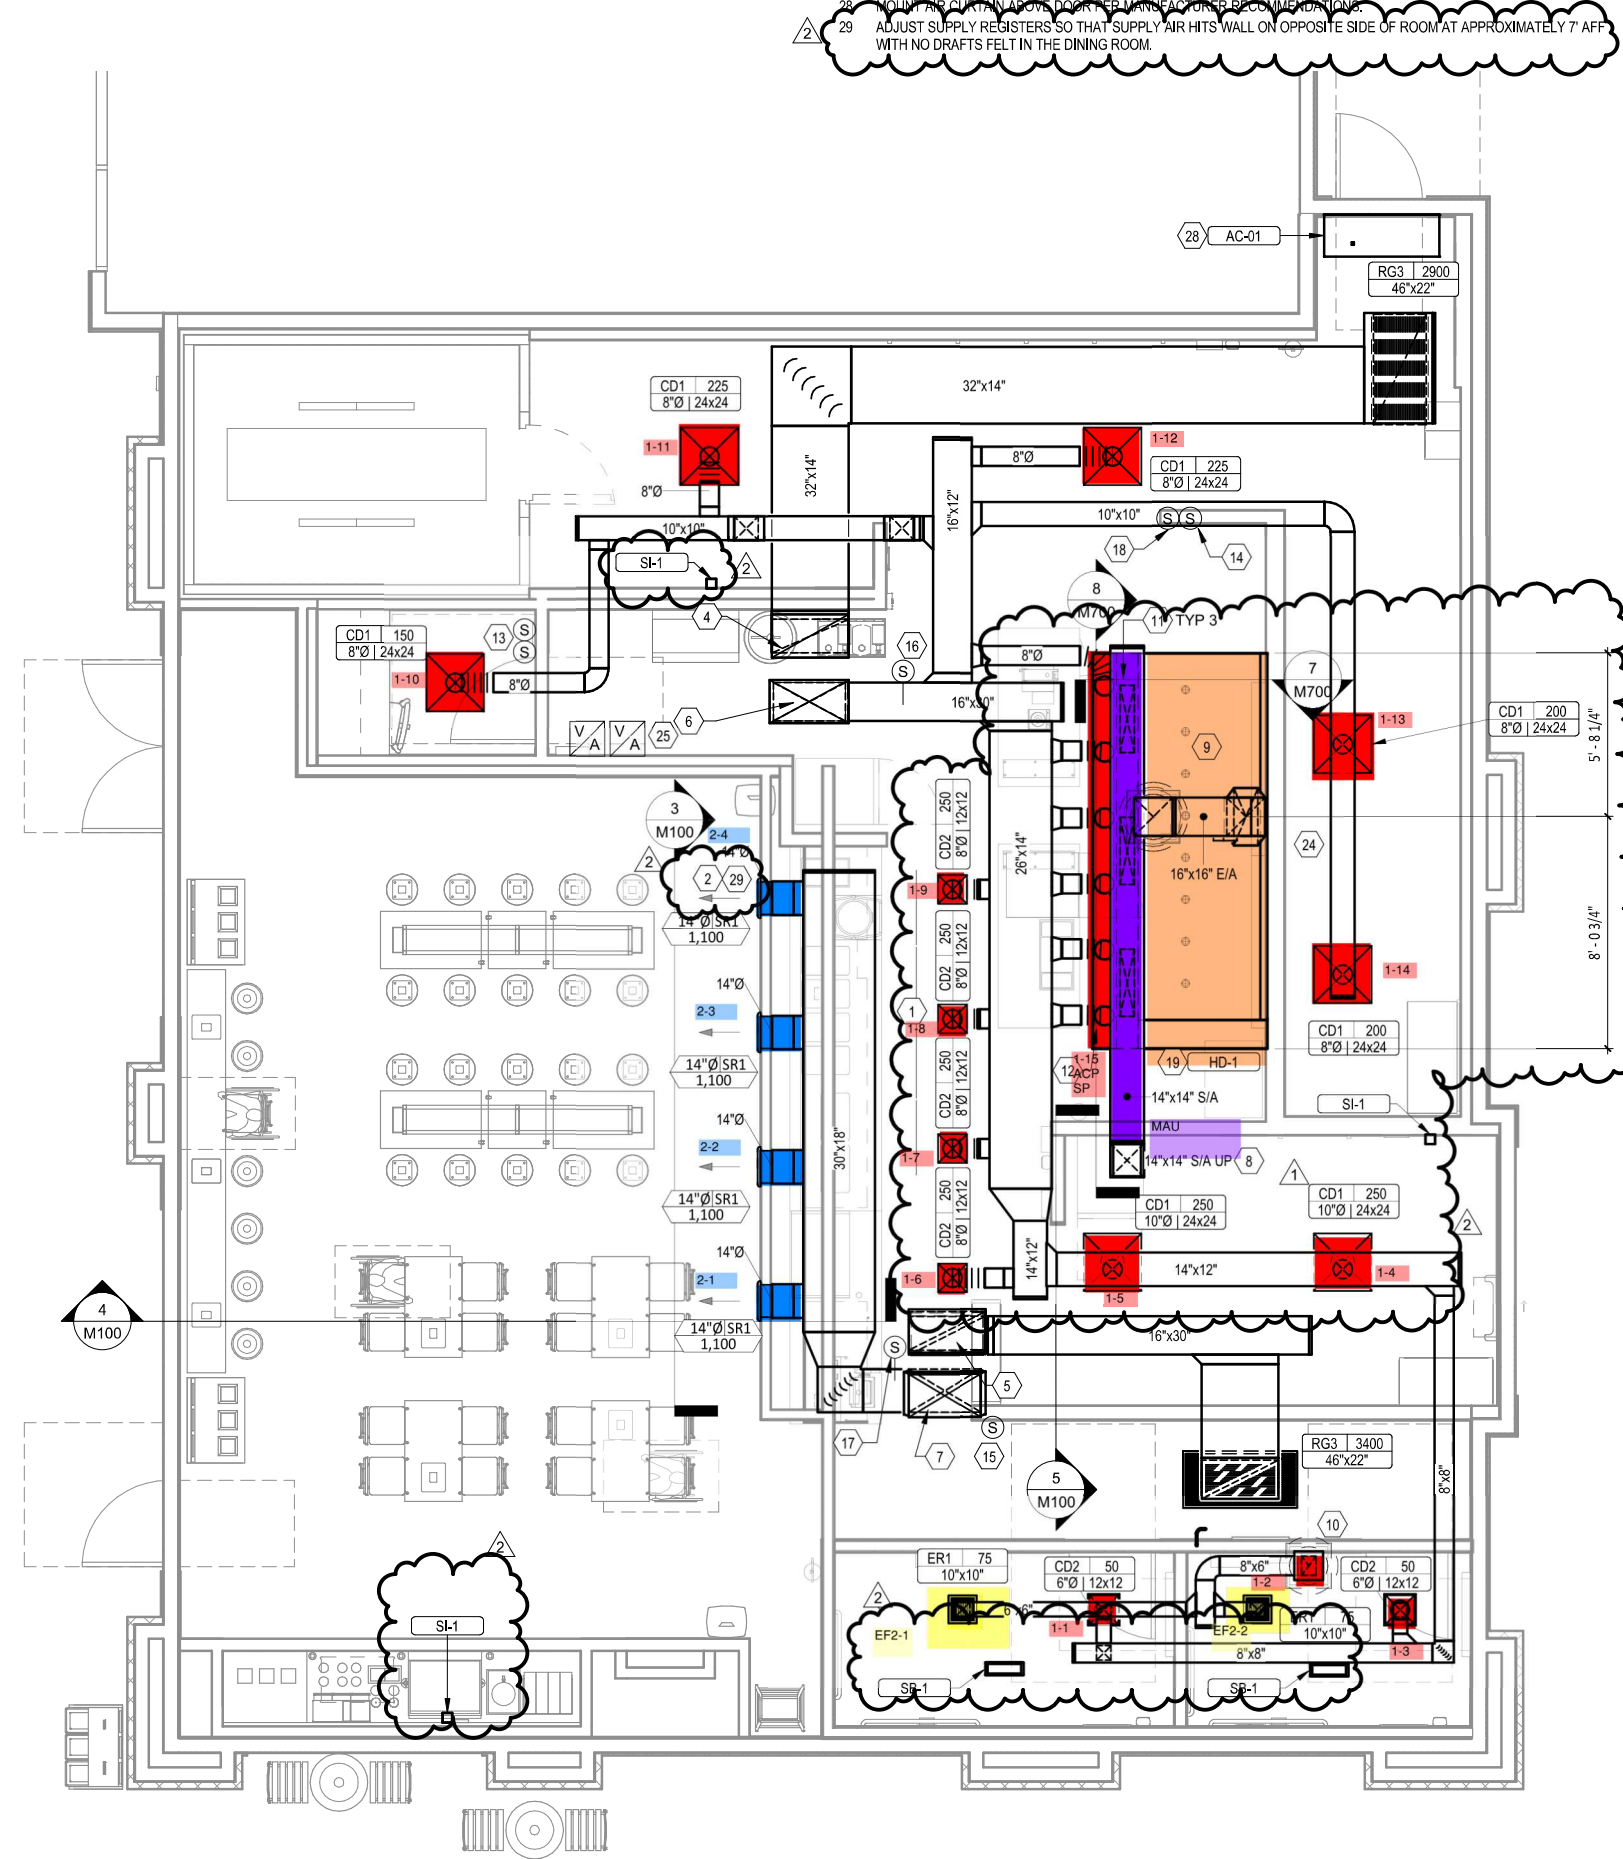 28 MOUNT AIR CURTAIN ABOVE DOOR PER MANUFACTURER RECOMMENDATIONS.
2
29 ADJUST SUPPLY REGISTERS SO THAT SUPPLY AIR HITS WALL ON OPPOSITE SIDE OF ROOM AT APPROXIMATELY 7' AFF
WITH NO DRAFTS FELT IN THE DINING ROOM.
28 AC-01
RG3 2900
46"x22"
32"x14"
CD1 225
8"Ø | 24x24
1-11
1-12
8"Ø
CD1 225
8"Ø | 24x24
32"x14"
8"Ø
16"x12"
10"x10"
10"x10"
S S
18
14
SI-1
2
8
M700
4
11 TYP 3
CD1 150
8"Ø | 24x24
13
S
S
16
S
8"Ø
7
M700
1-10
8"Ø
16"x30"
6
25
V
A
V
A
1-13
CD1 200
8"Ø | 24x24
5' - 8 1/4"
9
3
M100
2-4
14"Ø
2
2 29
CD2 250
8"Ø | 12x12
26"x14"
16"x16" E/A
24
1-9
14"Ø SR1
1,100
8' - 0 3/4"
CD2 250
8"Ø | 12x12
1-14
14"Ø
2-3
1
1-8
CD1 200
8"Ø | 24x24
14"Ø SR1
1,100
CD2 250
8"Ø | 12x12
12
1-15
ACP
SP
19 HD-1
14"x14" S/A
SI-1
14"Ø
2-2
30"x18"
MAU
1-7
14"x14" S/A UP
8
1
14"Ø SR1
1,100
CD2 250
8"Ø | 12x12
CD1 250
10"Ø | 24x24
CD1 250
10"Ø | 24x24
2
14"Ø
2-1
1-6
14"x12"
14"x12"
1-5
1-4
4
M100
14"Ø SR1
1,100
16"x30"
S
5
17
7
S
15
RG3 3400
46"x22"
5
M100
8"x8"
10
2
ER1 75
10"x10"
CD2 50
6"Ø | 12x12
8"x6"
CD2 50
6"Ø | 12x12
1-2
2
6"x6"
ER1 75
10"x10"
SI-1
EF2-1
1-1
EF2-2
8"x8"
1-3
SB-1
SB-1